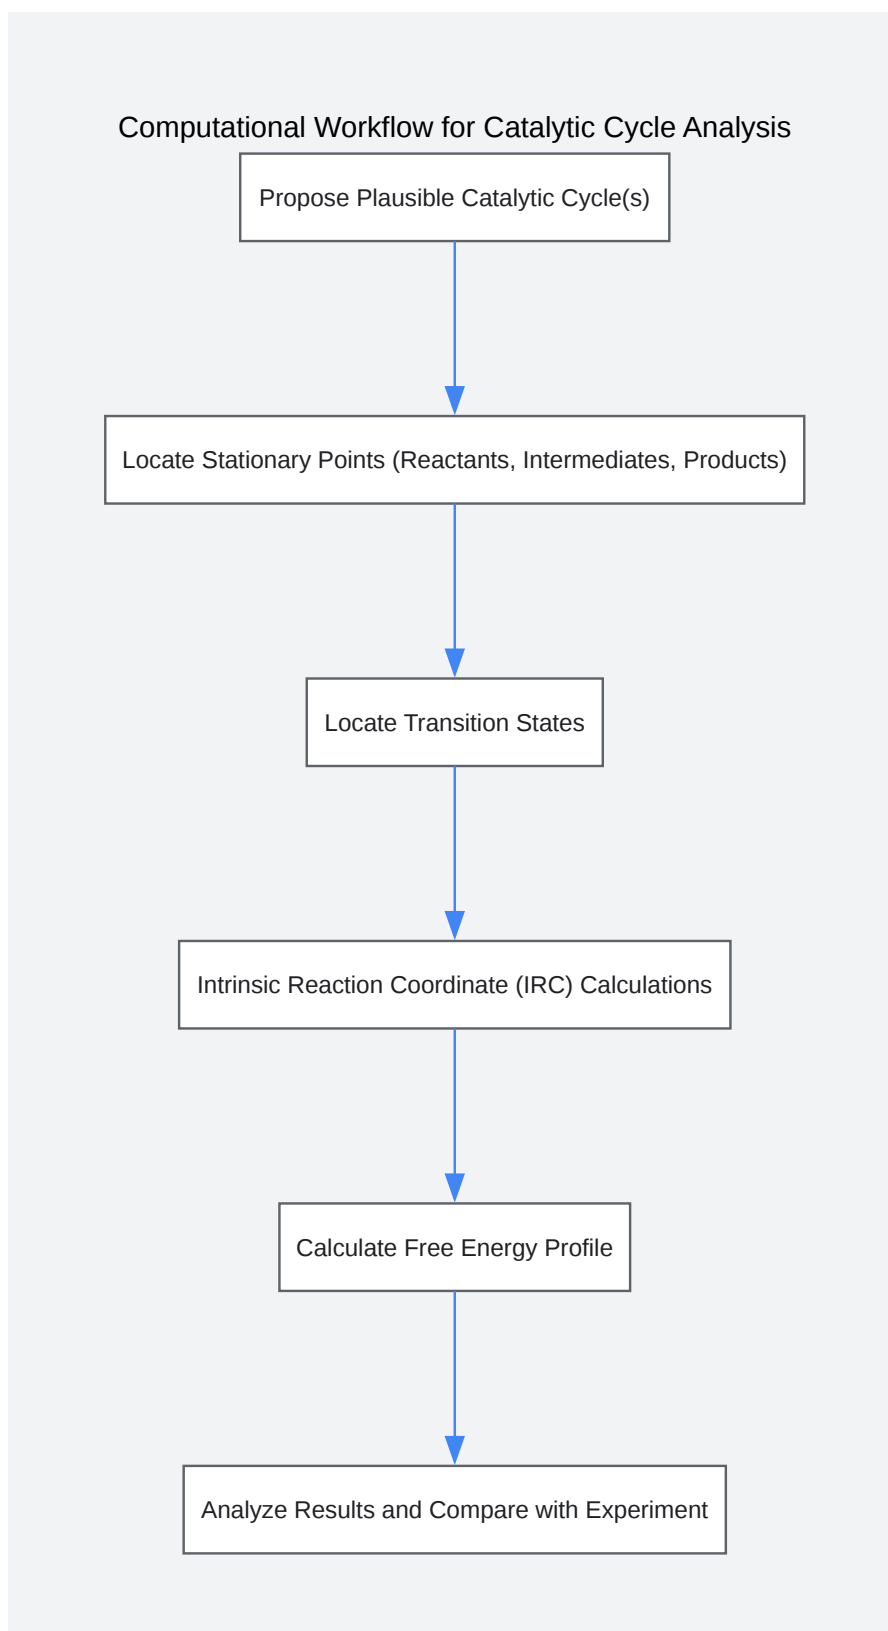 Computational Workflow for Catalytic Cycle Analysis
Propose Plausible Catalytic Cycle(s)
Locate Stationary Points (Reactants, Intermediates, Products)
Locate Transition States
Intrinsic Reaction Coordinate (IRC) Calculations
Calculate Free Energy Profile
Analyze Results and Compare with Experiment